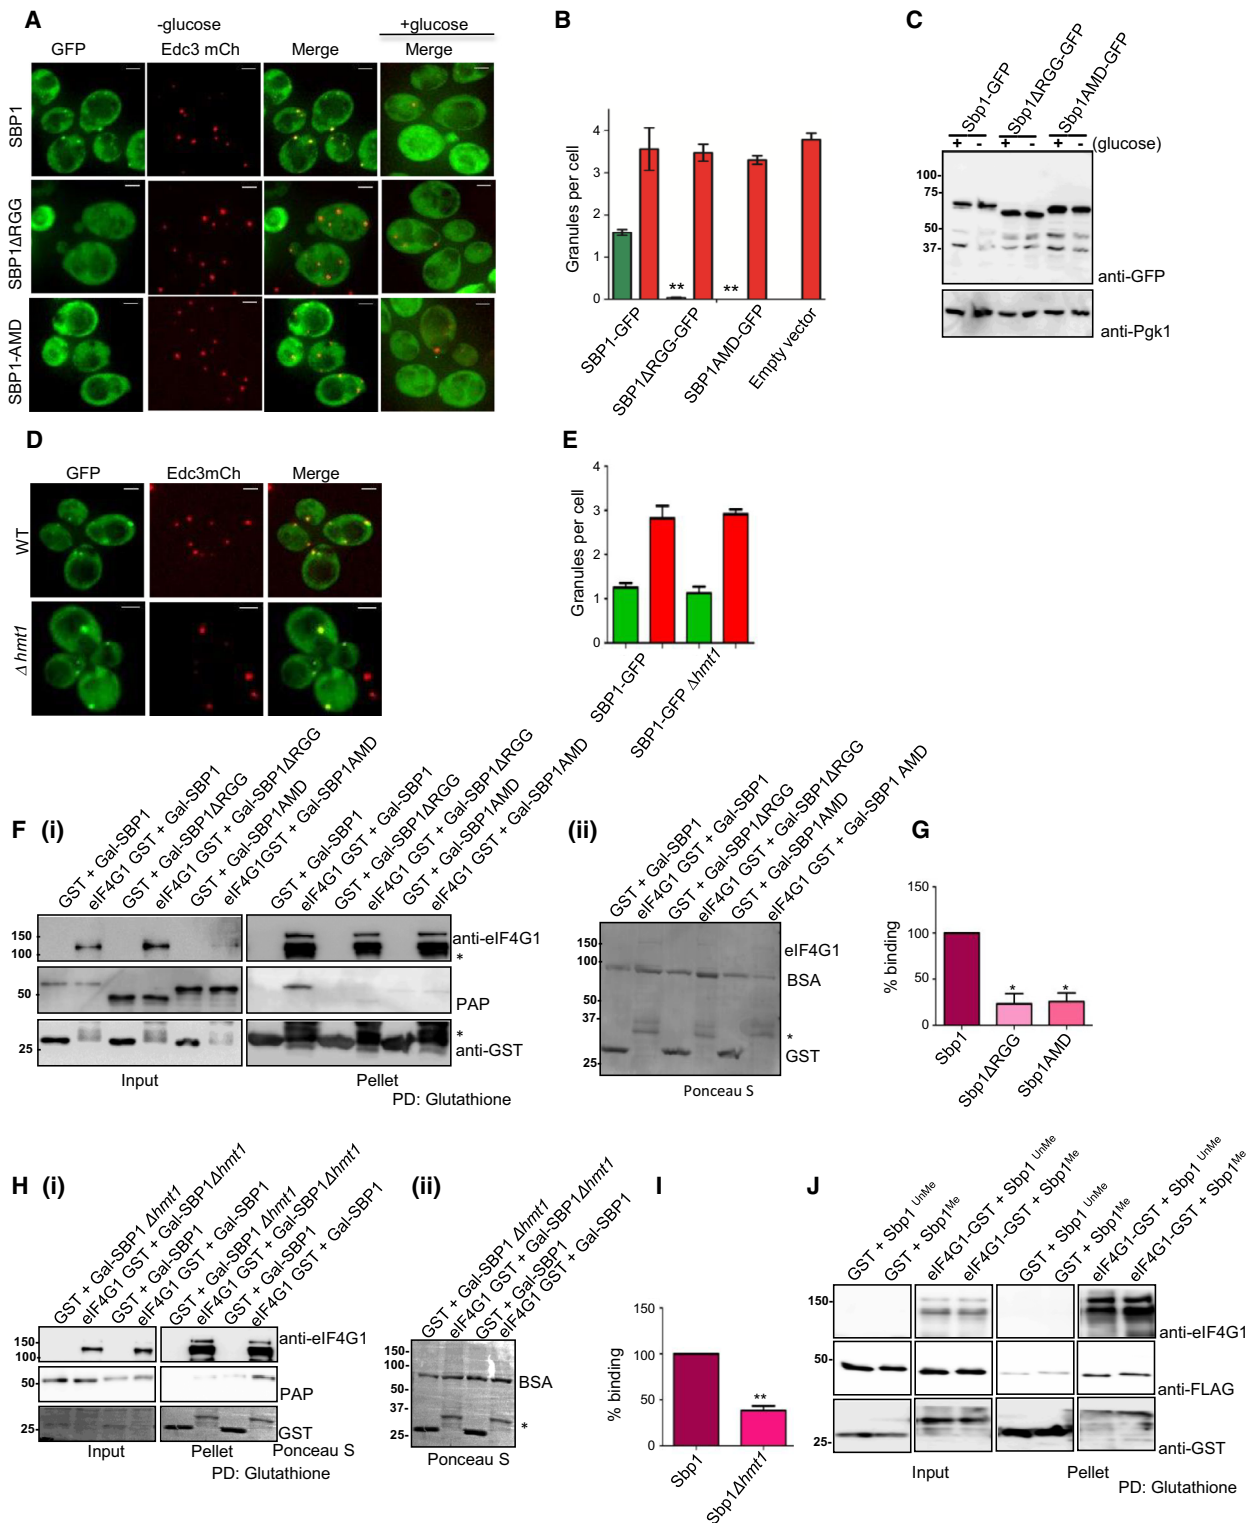 A
-glucose
+glucose
GFP
Edc3 mCh
Merge
Merge
SBP1
SBP1ΔRGG
SBP1-AMD
B
Granules per cell
4
3
2
1
0
**
**
SBP1-GFP
SBP1ΔRGG-GFP
SBP1AMD-GFP
Empty vector
C
Sbp1-GFP
Sbp1ΔRGG-GFP
Sbp1AMD-GFP
+ - + - + - (glucose)
100-
75-
50-
37-
anti-GFP
anti-Pgk1
D
GFP
Edc3mCh
Merge
WT
Δhmt1
E
Granules per cell
4
3
2
1
0
SBP1-GFP
SBP1-GFP Δhmt1
F (i)
GST + Gal-SBP1
eIF4G1 GST + Gal-SBP1
GST + Gal-SBP1ΔRGG
eIF4G1 GST + Gal-SBP1ΔRGG
GST + Gal-SBP1AMD
eIF4G1GST + Gal-SBP1AMD
GST + Gal-SBP1
eIF4G1 GST + Gal-SBP1
GST + Gal-SBP1ΔRGG
eIF4G1 GST + Gal-SBP1ΔRGG
GST + Gal-SBP1AMD
eIF4G1 GST + Gal-SBP1AMD
150
100
anti-eIF4G1
*
50
PAP
*
25
anti-GST
Input
Pellet
PD: Glutathione
(ii)
GST + Gal-SBP1
eIF4G1 GST + Gal-SBP1
GST + Gal-SBP1ΔRGG
eIF4G1 GST + Gal-SBP1ΔRGG
GST + Gal-SBP1AMD
eIF4G1 GST + Gal-SBP1 AMD
150
100
50
37
25
eIF4G1
BSA
*
GST
Ponceau S
G
% binding
150
100
50
0
*
*
Sbp1
Sbp1ΔRGG
Sbp1AMD
H (i)
GST + Gal-SBP1 Δhmt1
eIF4G1 GST + Gal-SBP1Δhmt1
GST + Gal-SBP1
eIF4G1 GST + Gal-SBP1
GST + Gal-SBP1 Δhmt1
eIF4G1 GST + Gal-SBP1Δhmt1
GST + Gal-SBP1
eIF4G1 GST + Gal-SBP1
150
100
anti-eIF4G1
50
PAP
25
GST
Input
Pellet
Ponceau S
PD: Glutathione
(ii)
GST + Gal-SBP1 Δhmt1
eIF4G1 GST + Gal-SBP1Δhmt1
GST + Gal-SBP1
eIF4G1 GST + Gal-SBP1
150-
100-
50-
37-
25-
BSA
*
Ponceau S
I
% binding
150
100
50
0
**
Sbp1
Sbp1Δhmt1
J
GST + Sbp1 UnMe
GST + Sbp1Me
eIF4G1-GST + Sbp1 UnMe
eIF4G1-GST + Sbp1Me
GST + Sbp1 UnMe
GST + Sbp1Me
eIF4G1-GST + Sbp1 UnMe
eIF4G1-GST + Sbp1Me
150-
anti-eIF4G1
50-
anti-FLAG
25-
anti-GST
Input
Pellet
PD: Glutathione